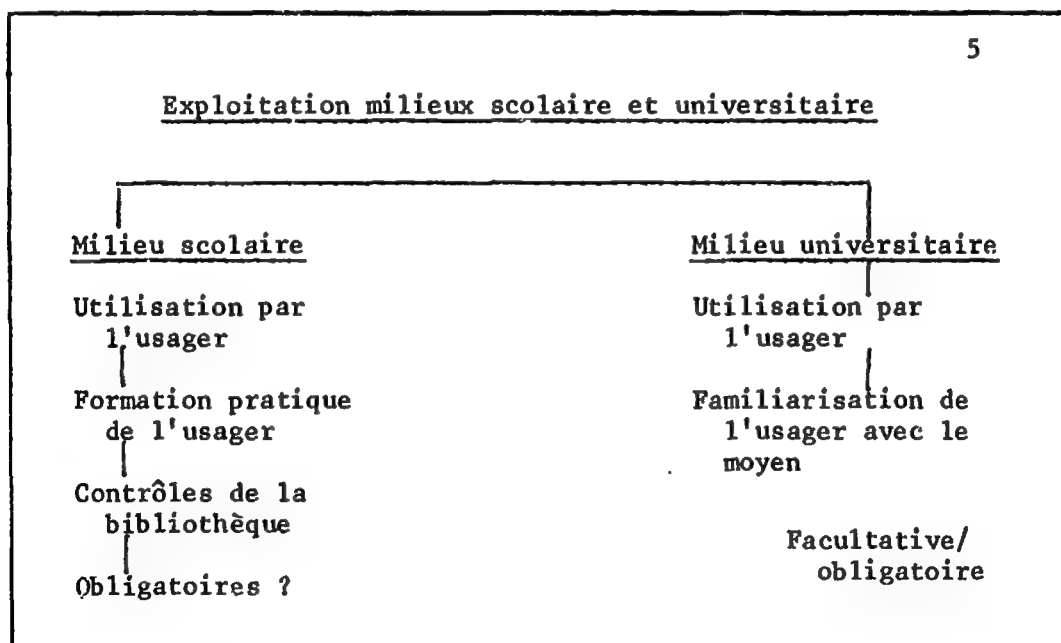 5
Exploitation milieux scolaire et universitaire
Milieu scolaire
Utilisation par
l'usager
Formation pratique
de l'usager
Contrôles de la
bibliothèque
Obligatoires ?
Milieu universitaire
Utilisation par
l'usager
Familiarisation de
l'usager avec le
moyen
Facultative/
obligatoire